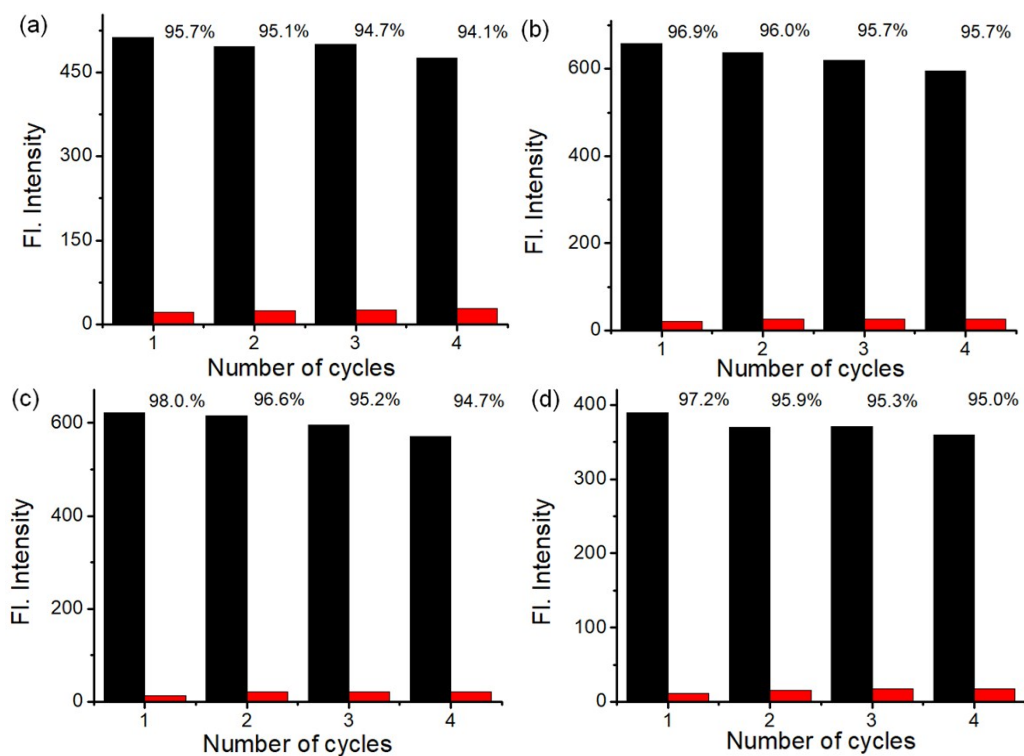 (a)
95.7% 95.1% 94.7% 94.1%
450
300
150
0
Fl. Intensity
1 2 3 4
Number of cycles
(b)
96.9% 96.0% 95.7% 95.7%
600
400
200
0
Fl. Intensity
1 2 3 4
Number of cycles
(c)
98.0.% 96.6% 95.2% 94.7%
600
400
200
0
Fl. Intensity
1 2 3 4
Number of cycles
(d)
97.2% 95.9% 95.3% 95.0%
400
300
200
100
0
Fl. Intensity
1 2 3 4
Number of cycles